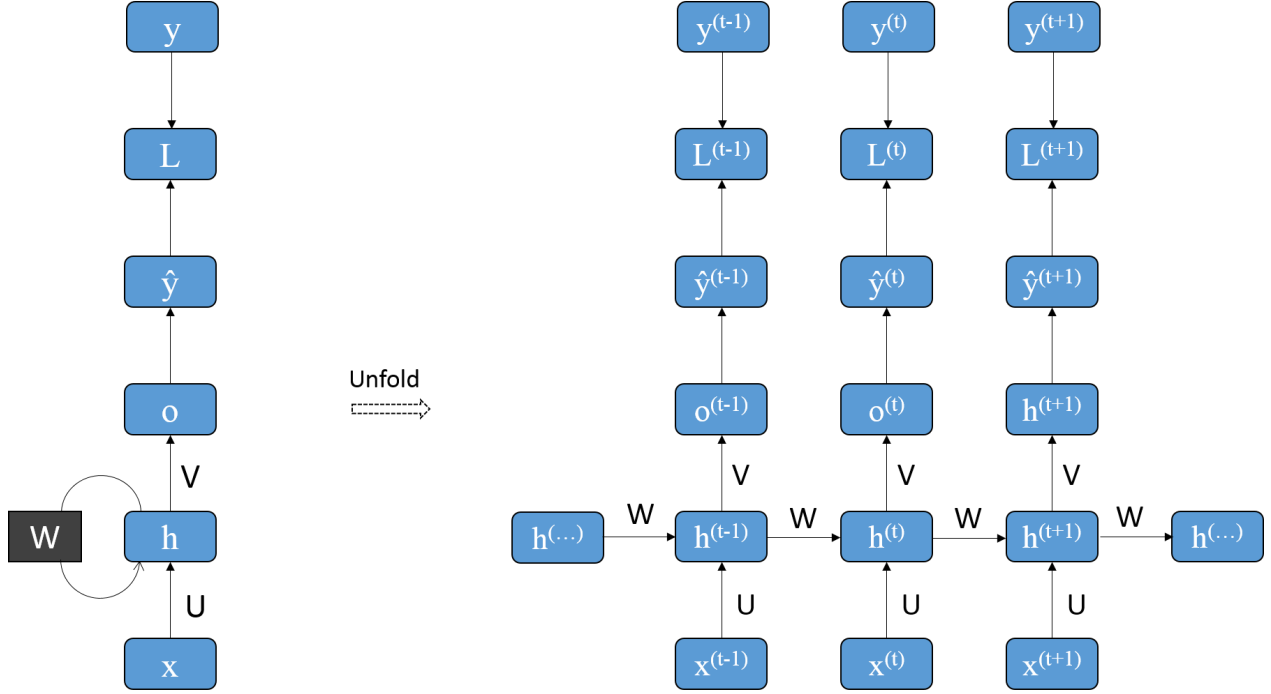 y y^(t-1) y^(t) y^(t+1)
L L^(t-1) L^(t) L^(t+1)
ŷ ŷ^(t-1) ŷ^(t) ŷ^(t+1)
Unfold
o o^(t-1) o^(t) h^(t+1)
V V V V
W W W W
W h h^(...) h^(t-1) h^(t) h^(t+1) h^(...)
U U U U
x x^(t-1) x^(t) x^(t+1)